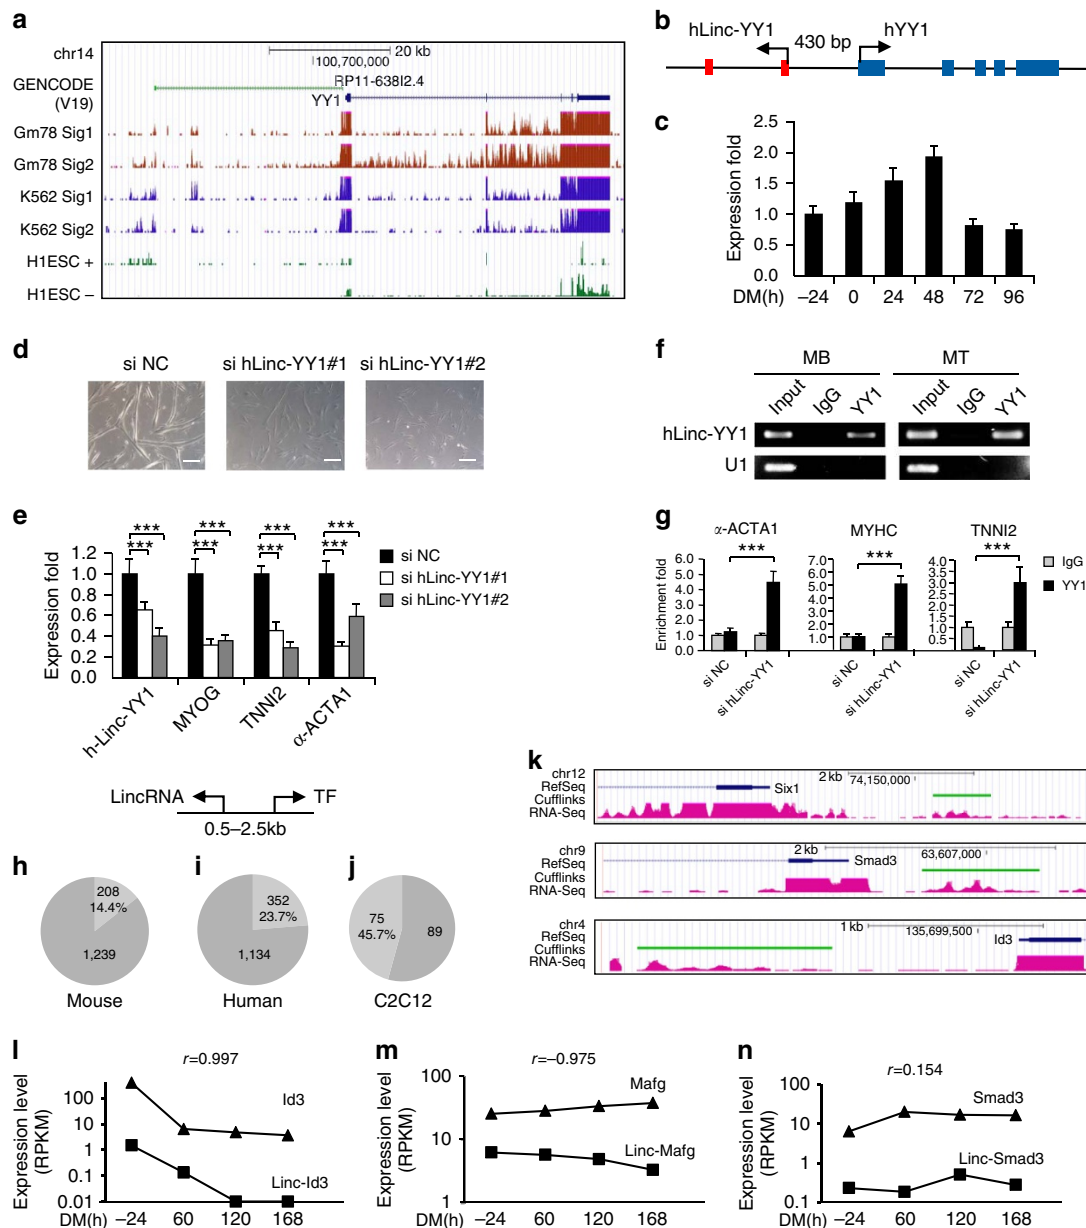 a
chr14
20 kb
100,700,000
GENCODE
(V19)
RP11-638I2.4
YY1
Gm78 Sig1
Gm78 Sig2
K562 Sig1
K562 Sig2
H1ESC +
H1ESC –
b
hLinc-YY1
430 bp
hYY1
c
Expression fold
2.5
2.0
1.5
1.0
0.5
0.0
DM(h) –24 0 24 48 72 96
d
si NC
si hLinc-YY1#1
si hLinc-YY1#2
e
Expression fold
1.2
1.0
0.8
0.6
0.4
0.2
0
*** *** *** ***
*** *** *** ***
si NC
si hLinc-YY1#1
si hLinc-YY1#2
h-Linc-YY1
MYOG
TNNI2
α-ACTA1
f
MB MT
Input IgG YY1 Input IgG YY1
hLinc-YY1
U1
g
α-ACTA1
Enrichment fold
6.0
5.0
4.0
3.0
2.0
1.0
0.0
***
si NC
si hLinc-YY1
MYHC
7.0
6.0
5.0
4.0
3.0
2.0
1.0
***
si NC
si hLinc-YY1
TNNI2
4.5
4.0
3.5
3.0
2.5
2.0
1.5
1.0
0.5
***
si NC
si hLinc-YY1
IgG
YY1
LincRNA
TF
0.5–2.5kb
h
208
14.4%
1,239
Mouse
i
352
23.7%
1,134
Human
j
75
45.7%
89
C2C12
k
chr12
2 kb
74,150,000
RefSeq
Six1
Cufflinks
RNA-Seq
chr9
2 kb
63,607,000
RefSeq
Smad3
Cufflinks
RNA-Seq
chr4
1 kb
135,699,500
RefSeq
Id3
Cufflinks
RNA-Seq
l
r=0.997
Expression level
(RPKM)
100
10
1
0.1
0.01
Id3
Linc-Id3
DM(h) –24 60 120 168
m
r=–0.975
Expression level
(RPKM)
100
10
1
Mafg
Linc-Mafg
–24 60 120 168
n
r=0.154
Expression level
(RPKM)
100
10
1
0.1
Smad3
Linc-Smad3
DM(h) –24 60 120 168